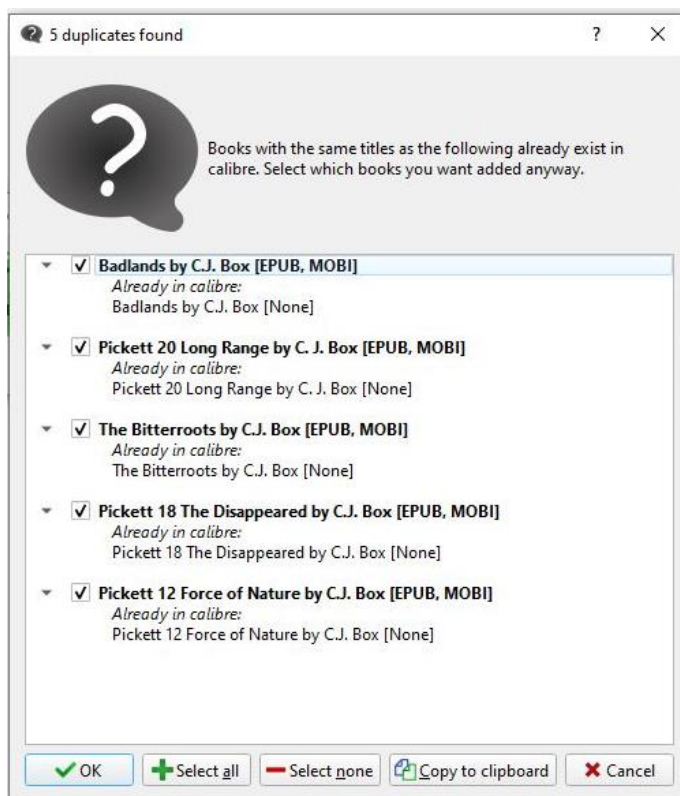 5 duplicates found
Books with the same titles as the following already exist in
calibre. Select which books you want added anyway.
Badlands by C.J. Box [EPUB, MOBI]
Already in calibre:
Badlands by C.J. Box [None]
Pickett 20 Long Range by C. J. Box [EPUB, MOBI]
Already in calibre:
Pickett 20 Long Range by C. J. Box [None]
The Bitterroots by C.J. Box [EPUB, MOBI]
Already in calibre:
The Bitterroots by C.J. Box [None]
Pickett 18 The Disappeared by C.J. Box [EPUB, MOBI]
Already in calibre:
Pickett 18 The Disappeared by C.J. Box [None]
Pickett 12 Force of Nature by C.J. Box [EPUB, MOBI]
Already in calibre:
Pickett 12 Force of Nature by C.J. Box [None]
OK Select all Select none Copy to clipboard Cancel